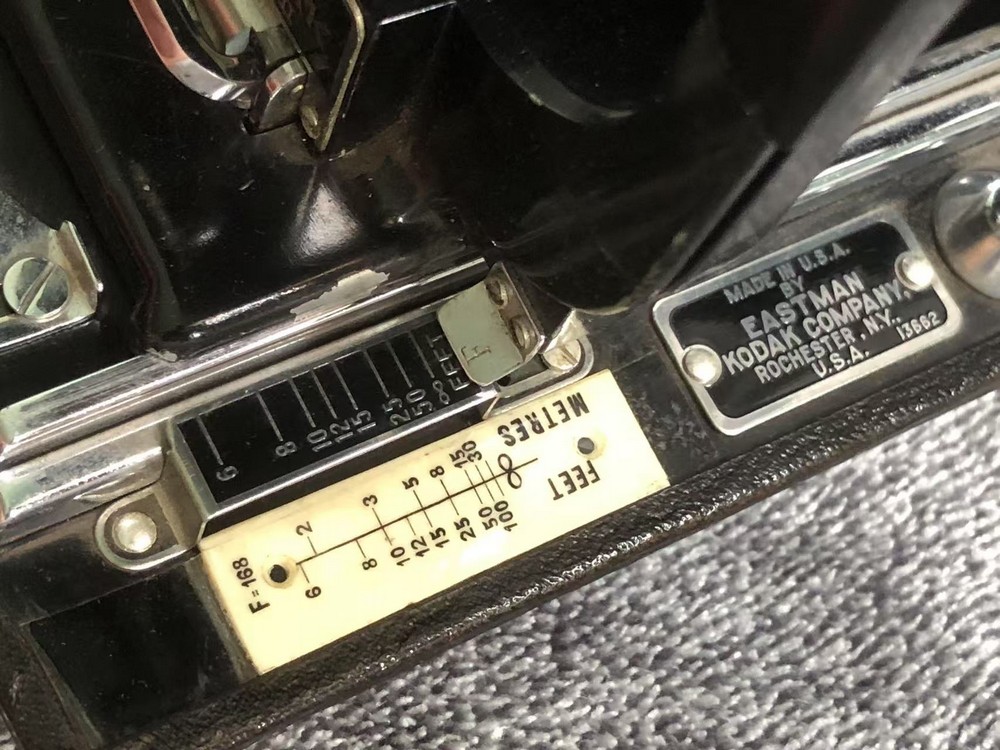 MADE IN U.S.A.
BY
EASTMAN
KODAK COMPANY,
ROCHESTER, N.Y.
U.S.A. 13662
F
6 8 10 12 15 25 50 ∞ FEET
METRES
2 3 5 8 15 30 ∞
F=168
6 8 10 12 15 25 50 100
FEET